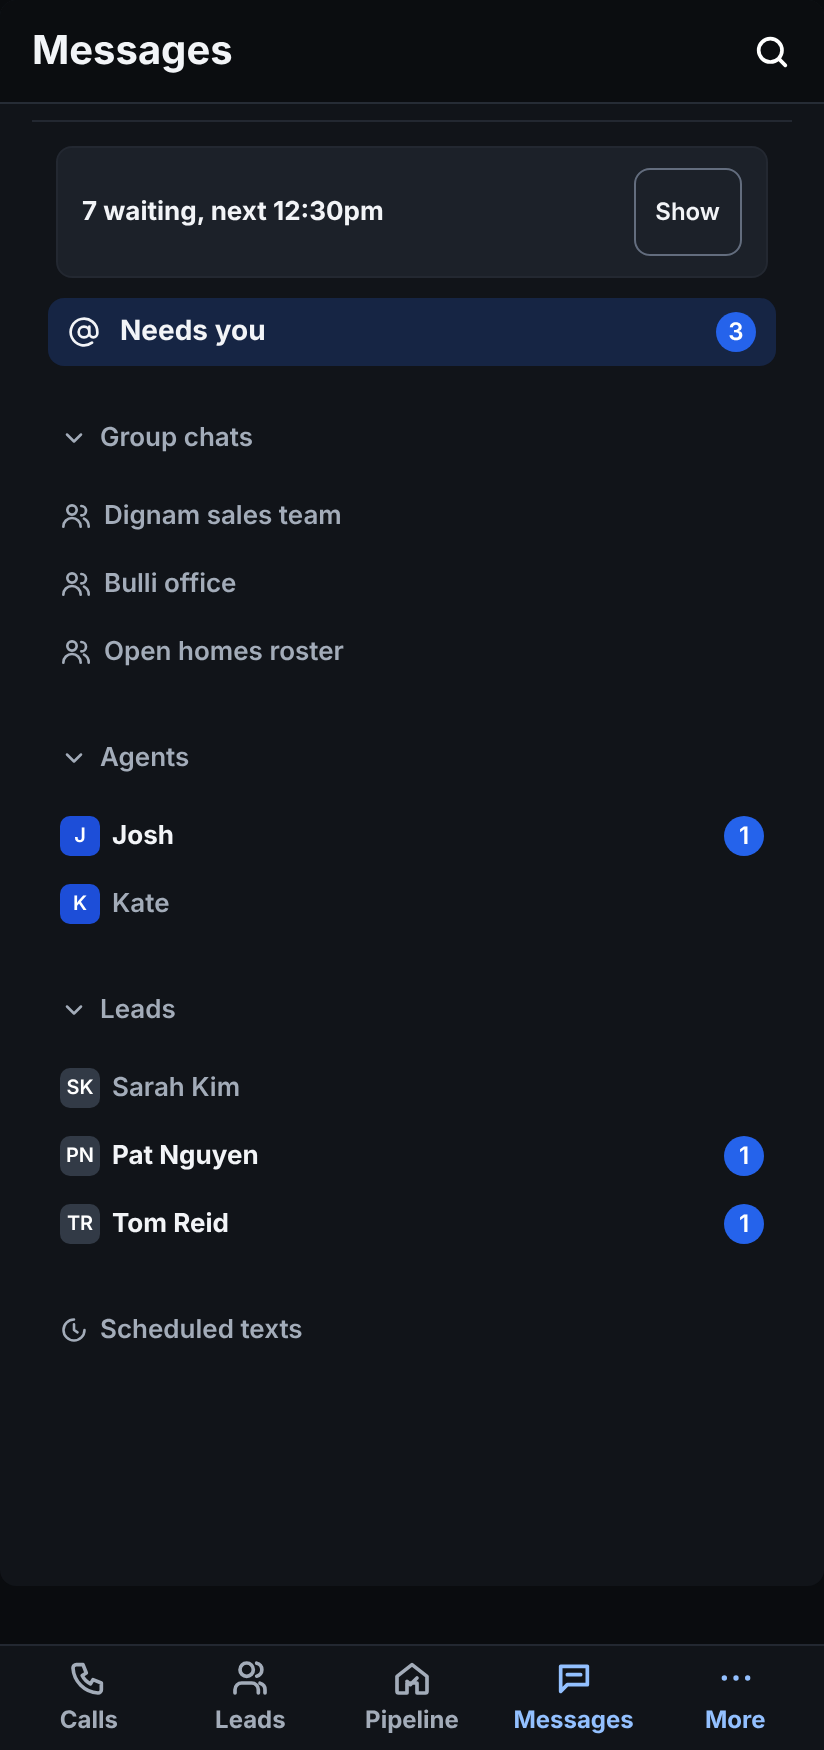 Messages
7 waiting, next 12:30pm
Show
Needs you
3
Group chats
Dignam sales team
Bulli office
Open homes roster
Agents
J Josh 1
K Kate
Leads
SK Sarah Kim
PN Pat Nguyen 1
TR Tom Reid 1
Scheduled texts
Calls Leads Pipeline Messages More